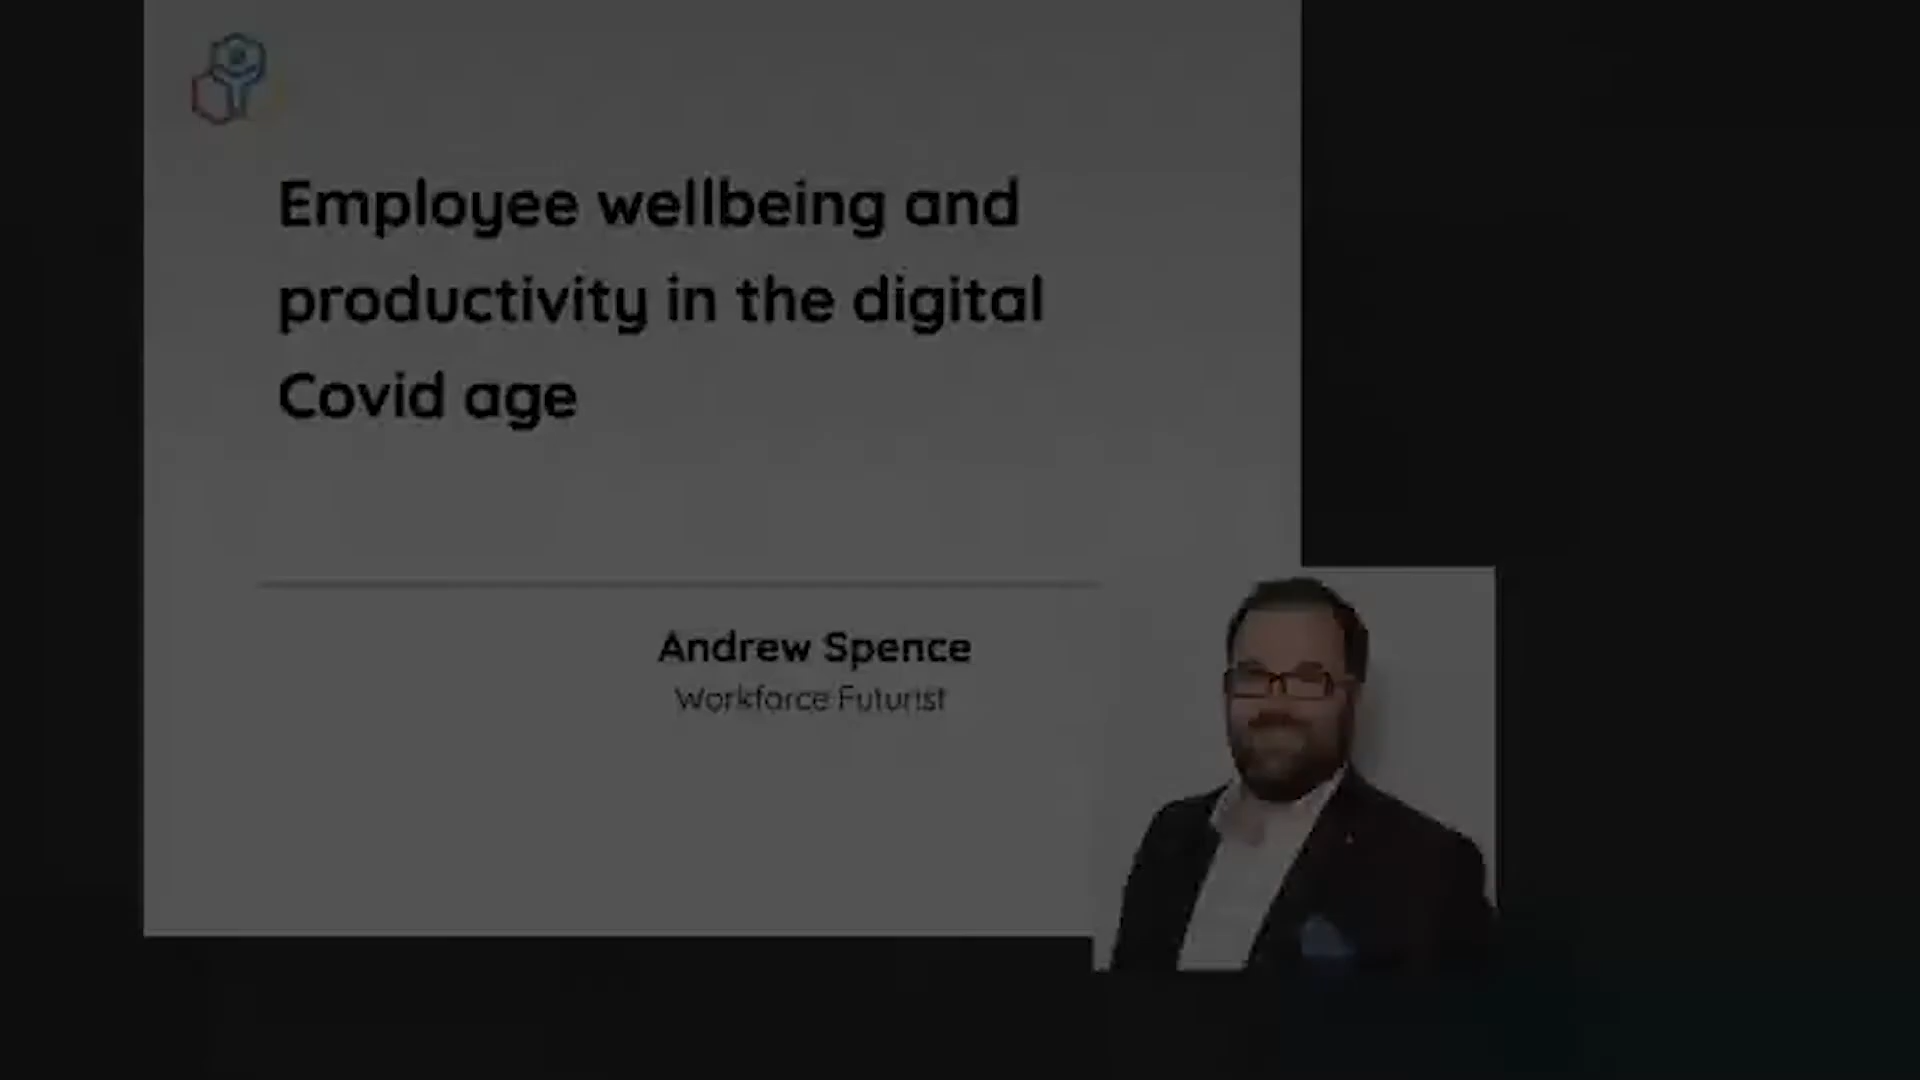 Employee wellbeing and
productivity in the digital
Covid age
Andrew Spence
Workforce Futurist